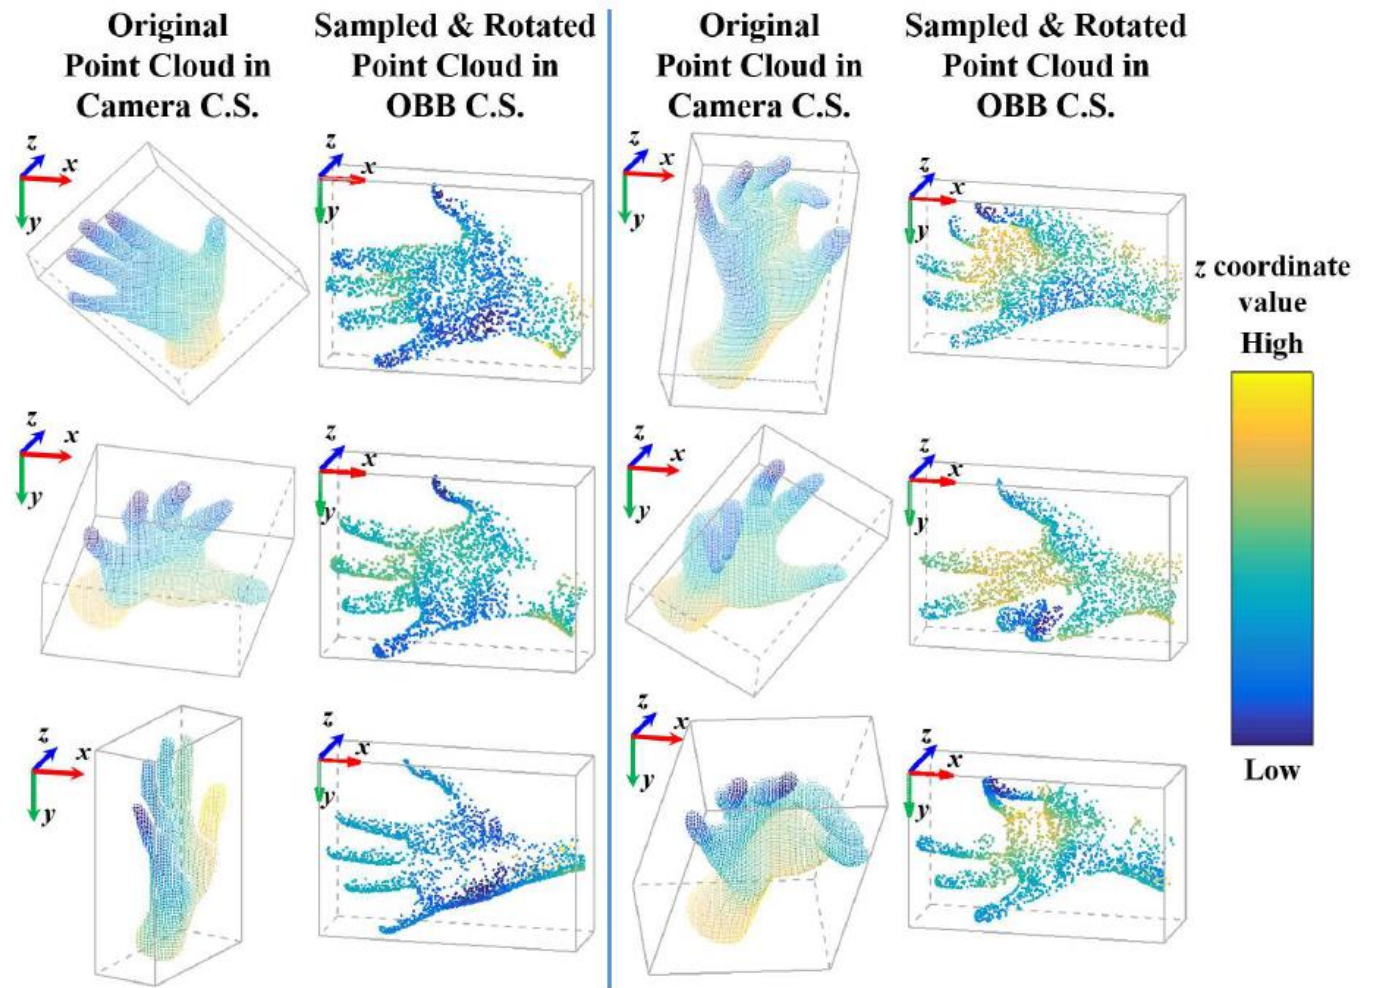 Original
Point Cloud in
Camera C.S.
Sampled & Rotated
Point Cloud in
OBB C.S.
Original
Point Cloud in
Camera C.S.
Sampled & Rotated
Point Cloud in
OBB C.S.
z
x
y
z
x
y
z
x
y
z
x
y
z coordinate
value
High
Low
z
x
y
z
x
y
z
x
y
z
x
y
z
x
y
z
x
y
z
x
y
z
x
y